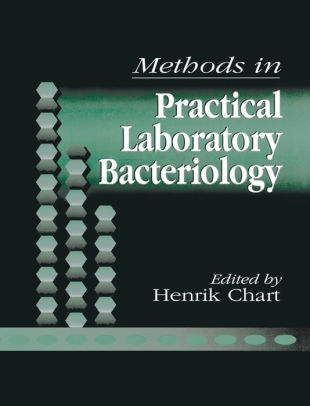 Methods in
Practical
Laboratory
Bacteriology
Edited by
Henrik Chart